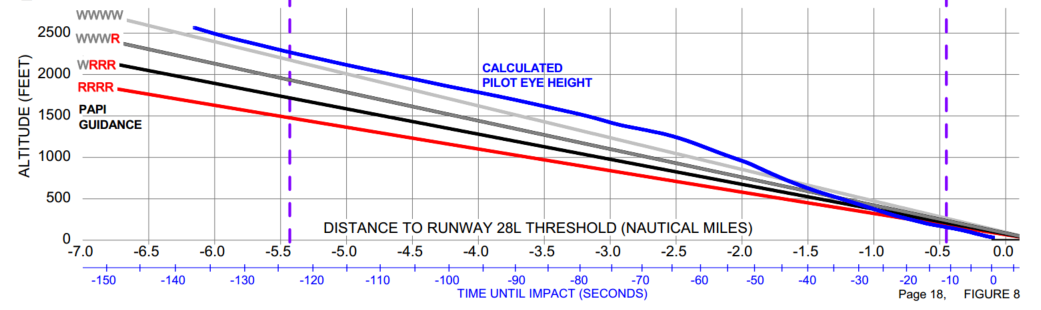 WWWW
WWWR
WRRR
RRRR
PAPI
GUIDANCE
CALCULATED
PILOT EYE HEIGHT
ALTITUDE (FEET)
2500
2000
1500
1000
500
0
DISTANCE TO RUNWAY 28L THRESHOLD (NAUTICAL MILES)
-7.0 -6.5 -6.0 -5.5 -5.0 -4.5 -4.0 -3.5 -3.0 -2.5 -2.0 -1.5 -1.0 -0.5 0.0
-150 -140 -130 -120 -110 -100 -90 -80 -70 -60 -50 -40 -30 -20 -10 0
TIME UNTIL IMPACT (SECONDS)
Page 18, FIGURE 8